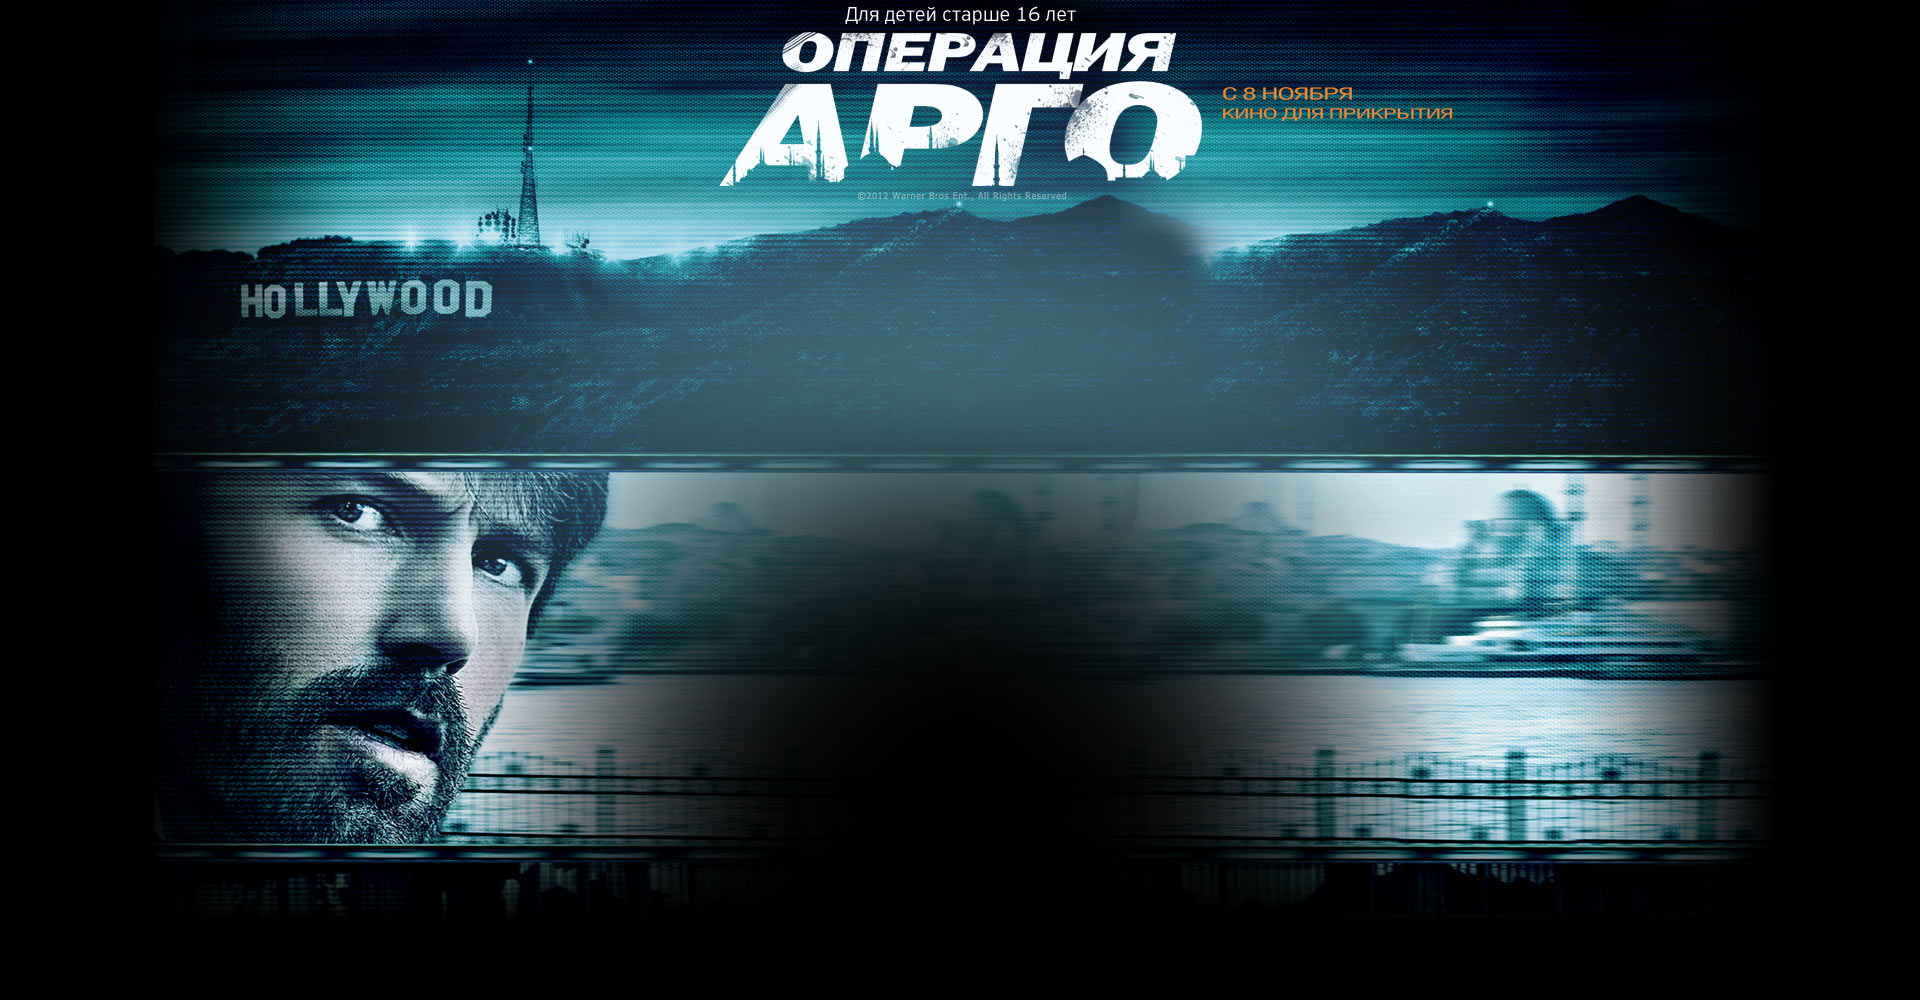 Для детей старше 16 лет
ОПЕРАЦИЯ
АРГО
С 8 НОЯБРЯ
КИНО ДЛЯ ПРИКРЫТИЯ
©2012 Warner Bros Ent., All Rights Reserved
HOLLYWOOD